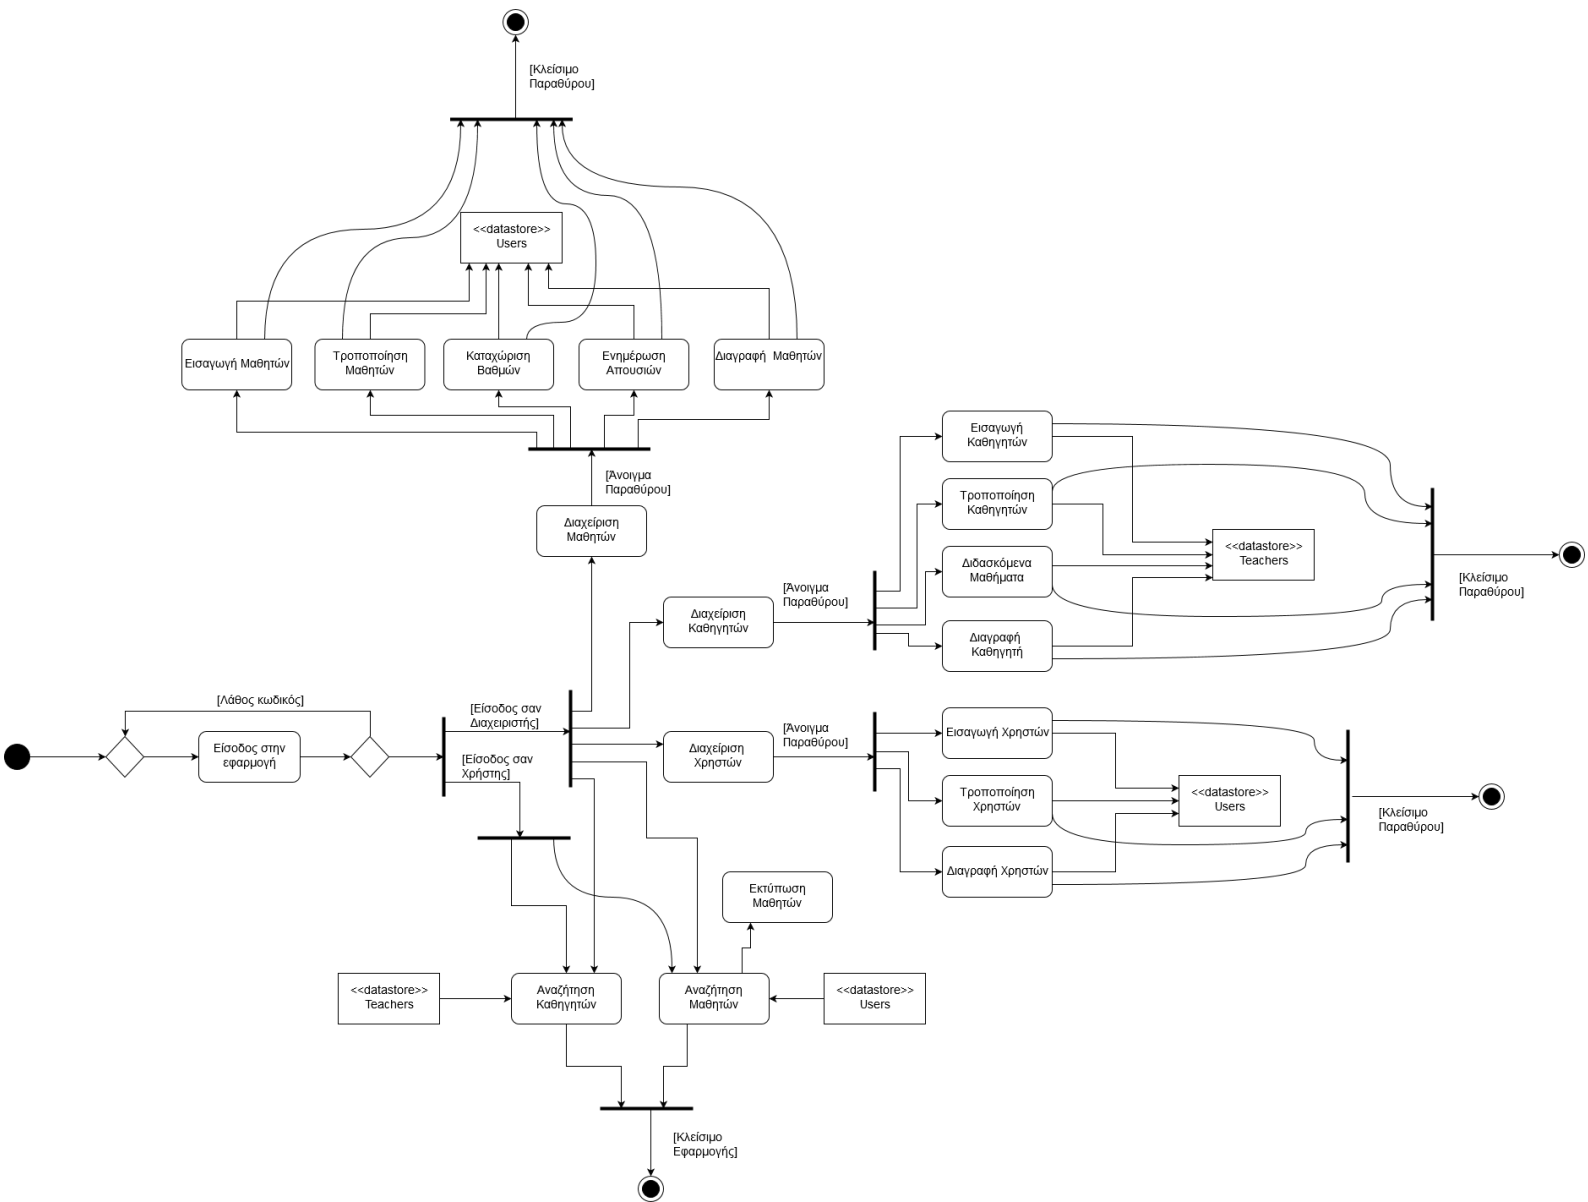 [Κλείσιμο
Παραθύρου]
<<datastore>>
Users
Εισαγωγή Μαθητών
Τροποποίηση
Μαθητών
Καταχώριση
Βαθμών
Ενημέρωση
Απουσιών
Διαγραφή Μαθητών
[Άνοιγμα
Παραθύρου]
Διαχείριση
Μαθητών
Εισαγωγή
Καθηγητών
Τροποποίηση
Καθηγητών
Διδασκόμενα
Μαθήματα
Διαγραφή
Καθηγητή
<<datastore>>
Teachers
[Κλείσιμο
Παραθύρου]
[Άνοιγμα
Παραθύρου]
Διαχείριση
Καθηγητών
[Λάθος κωδικός]
Είσοδος στην
εφαρμογή
[Είσοδος σαν
Διαχειριστής]
[Είσοδος σαν
Χρήστης]
Διαχείριση
Χρηστών
[Άνοιγμα
Παραθύρου]
Εισαγωγή Χρηστών
Τροποποίηση
Χρηστών
Διαγραφή Χρηστών
<<datastore>>
Users
[Κλείσιμο
Παραθύρου]
Εκτύπωση
Μαθητών
<<datastore>>
Teachers
Αναζήτηση
Καθηγητών
Αναζήτηση
Μαθητών
<<datastore>>
Users
[Κλείσιμο
Εφαρμογής]